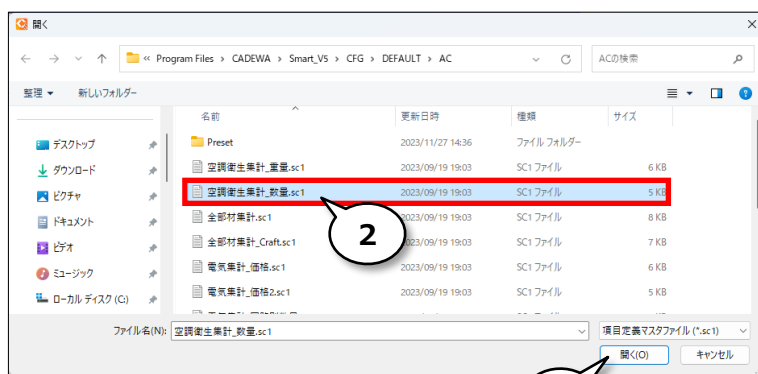 開く
« Program Files > CADEWA > Smart_V5 > CFG > DEFAULT > AC
ACの検索
整理 新しいフォルダー
名前 更新日時 種類 サイズ
デスクトップ
ダウンロード
ピクチャ
ドキュメント
ビデオ
ミュージック
ローカル ディスク (C:)
Preset 2023/11/27 14:36 ファイル フォルダー
空調衛生集計_重量.sc1 2023/09/19 19:03 SC1 ファイル 6 KB
空調衛生集計_数量.sc1 2023/09/19 19:03 SC1 ファイル 5 KB
全部材集計.sc1 2023/09/19 19:03 SC1 ファイル 8 KB
全部材集計_Craft.sc1 2023/09/19 19:03 SC1 ファイル 7 KB
電気集計_価格.sc1 2023/09/19 19:03 SC1 ファイル 6 KB
電気集計_価格2.sc1 2023/09/19 19:03 SC1 ファイル 5 KB
2
ファイル名(N): 空調衛生集計_数量.sc1 項目定義マスタファイル (*.sc1)
開く(O) キャンセル